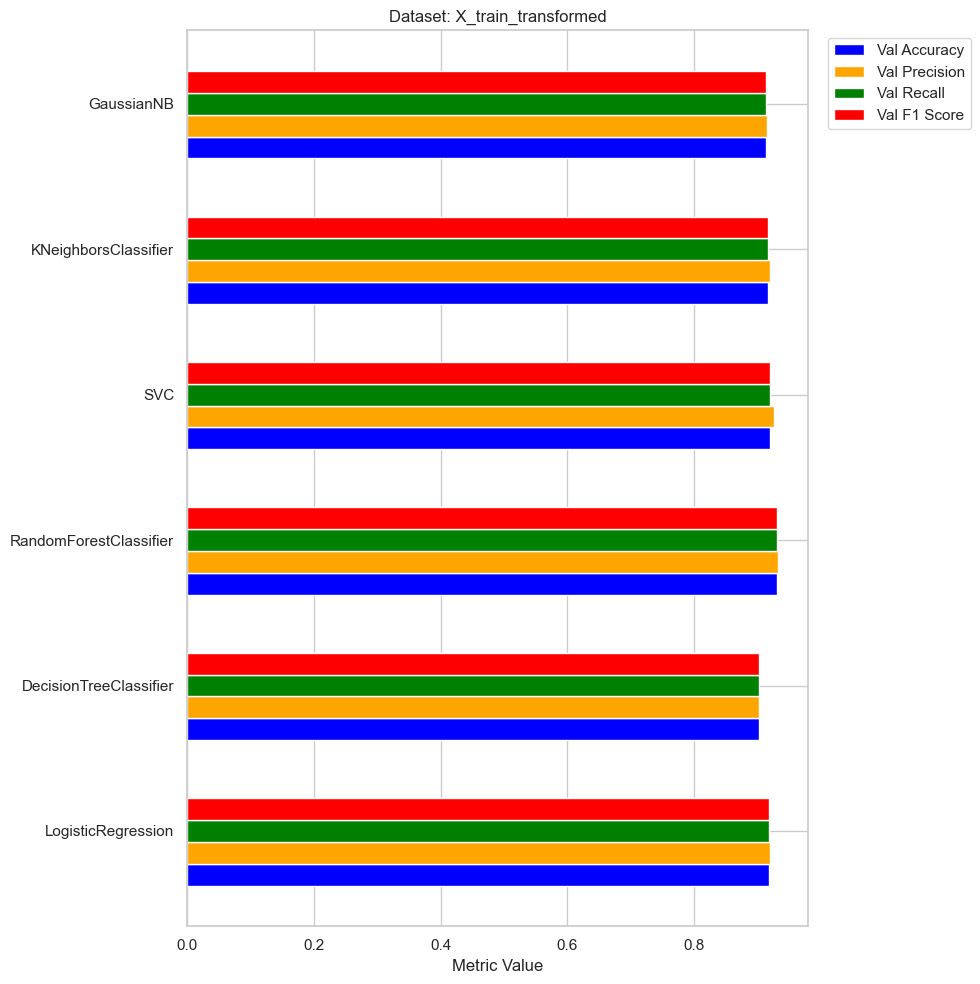 Dataset: X_train_transformed
Val Accuracy
Val Precision
Val Recall
Val F1 Score
GaussianNB
KNeighborsClassifier
SVC
RandomForestClassifier
DecisionTreeClassifier
LogisticRegression
0.0 0.2 0.4 0.6 0.8
Metric Value